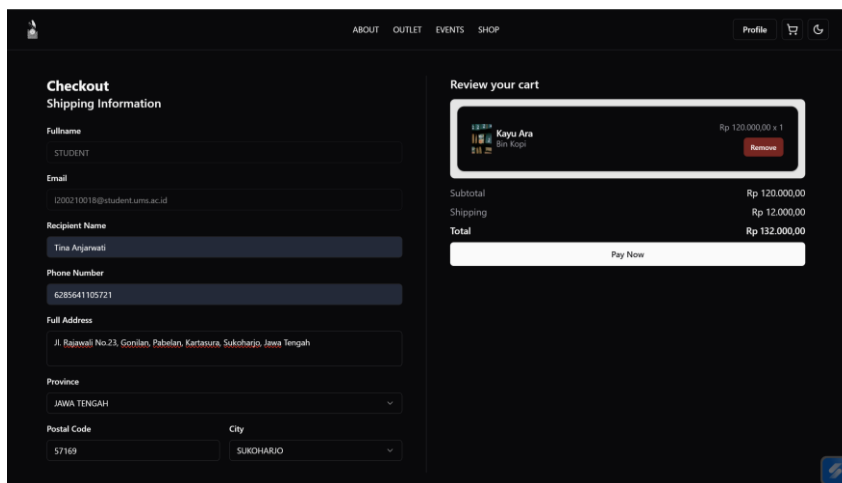 ABOUT OUTLET EVENTS SHOP
Profile
Checkout
Shipping Information
Fullname
STUDENT
Email
l200210018@student.ums.ac.id
Recipient Name
Tina Anjarwati
Phone Number
6285641105721
Full Address
Jl. Rajawali No.23, Gonilan, Pabelan, Kartasura, Sukoharjo, Jawa Tengah
Province
JAWA TENGAH
Postal Code
57169
City
SUKOHARJO
Review your cart
Kayu Ara
Bin Kopi
Rp 120.000,00 x 1
Remove
Subtotal Rp 120.000,00
Shipping Rp 12.000,00
Total Rp 132.000,00
Pay Now